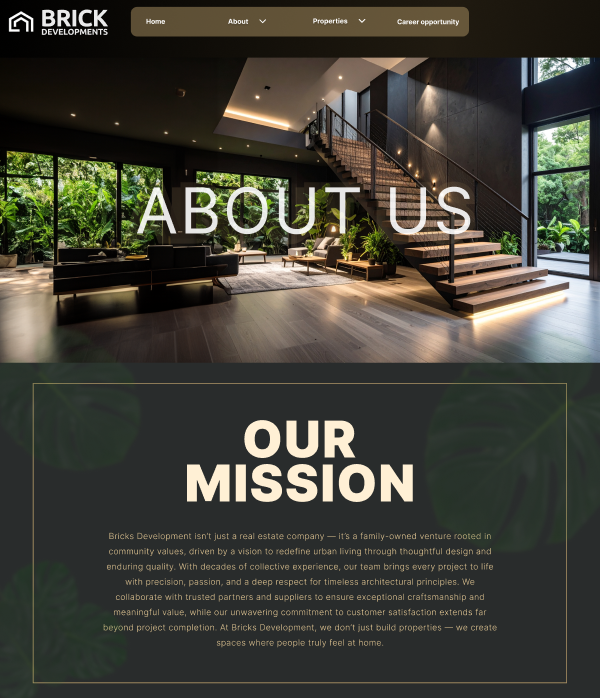 BRICK
DEVELOPMENTS
Home
About
Properties
Career opportunity
ABOUT US
OUR
MISSION
Bricks Development isn't just a real estate company — it's a family-owned venture rooted in
community values, driven by a vision to redefine urban living through thoughtful design and
enduring quality. With decades of collective experience, our team brings every project to life
with precision, passion, and a deep respect for timeless architectural principles. We
collaborate with trusted partners and suppliers to ensure exceptional craftsmanship and
meaningful value, while our unwavering commitment to customer satisfaction extends far
beyond project completion. At Bricks Development, we don't just build properties — we create
spaces where people truly feel at home.